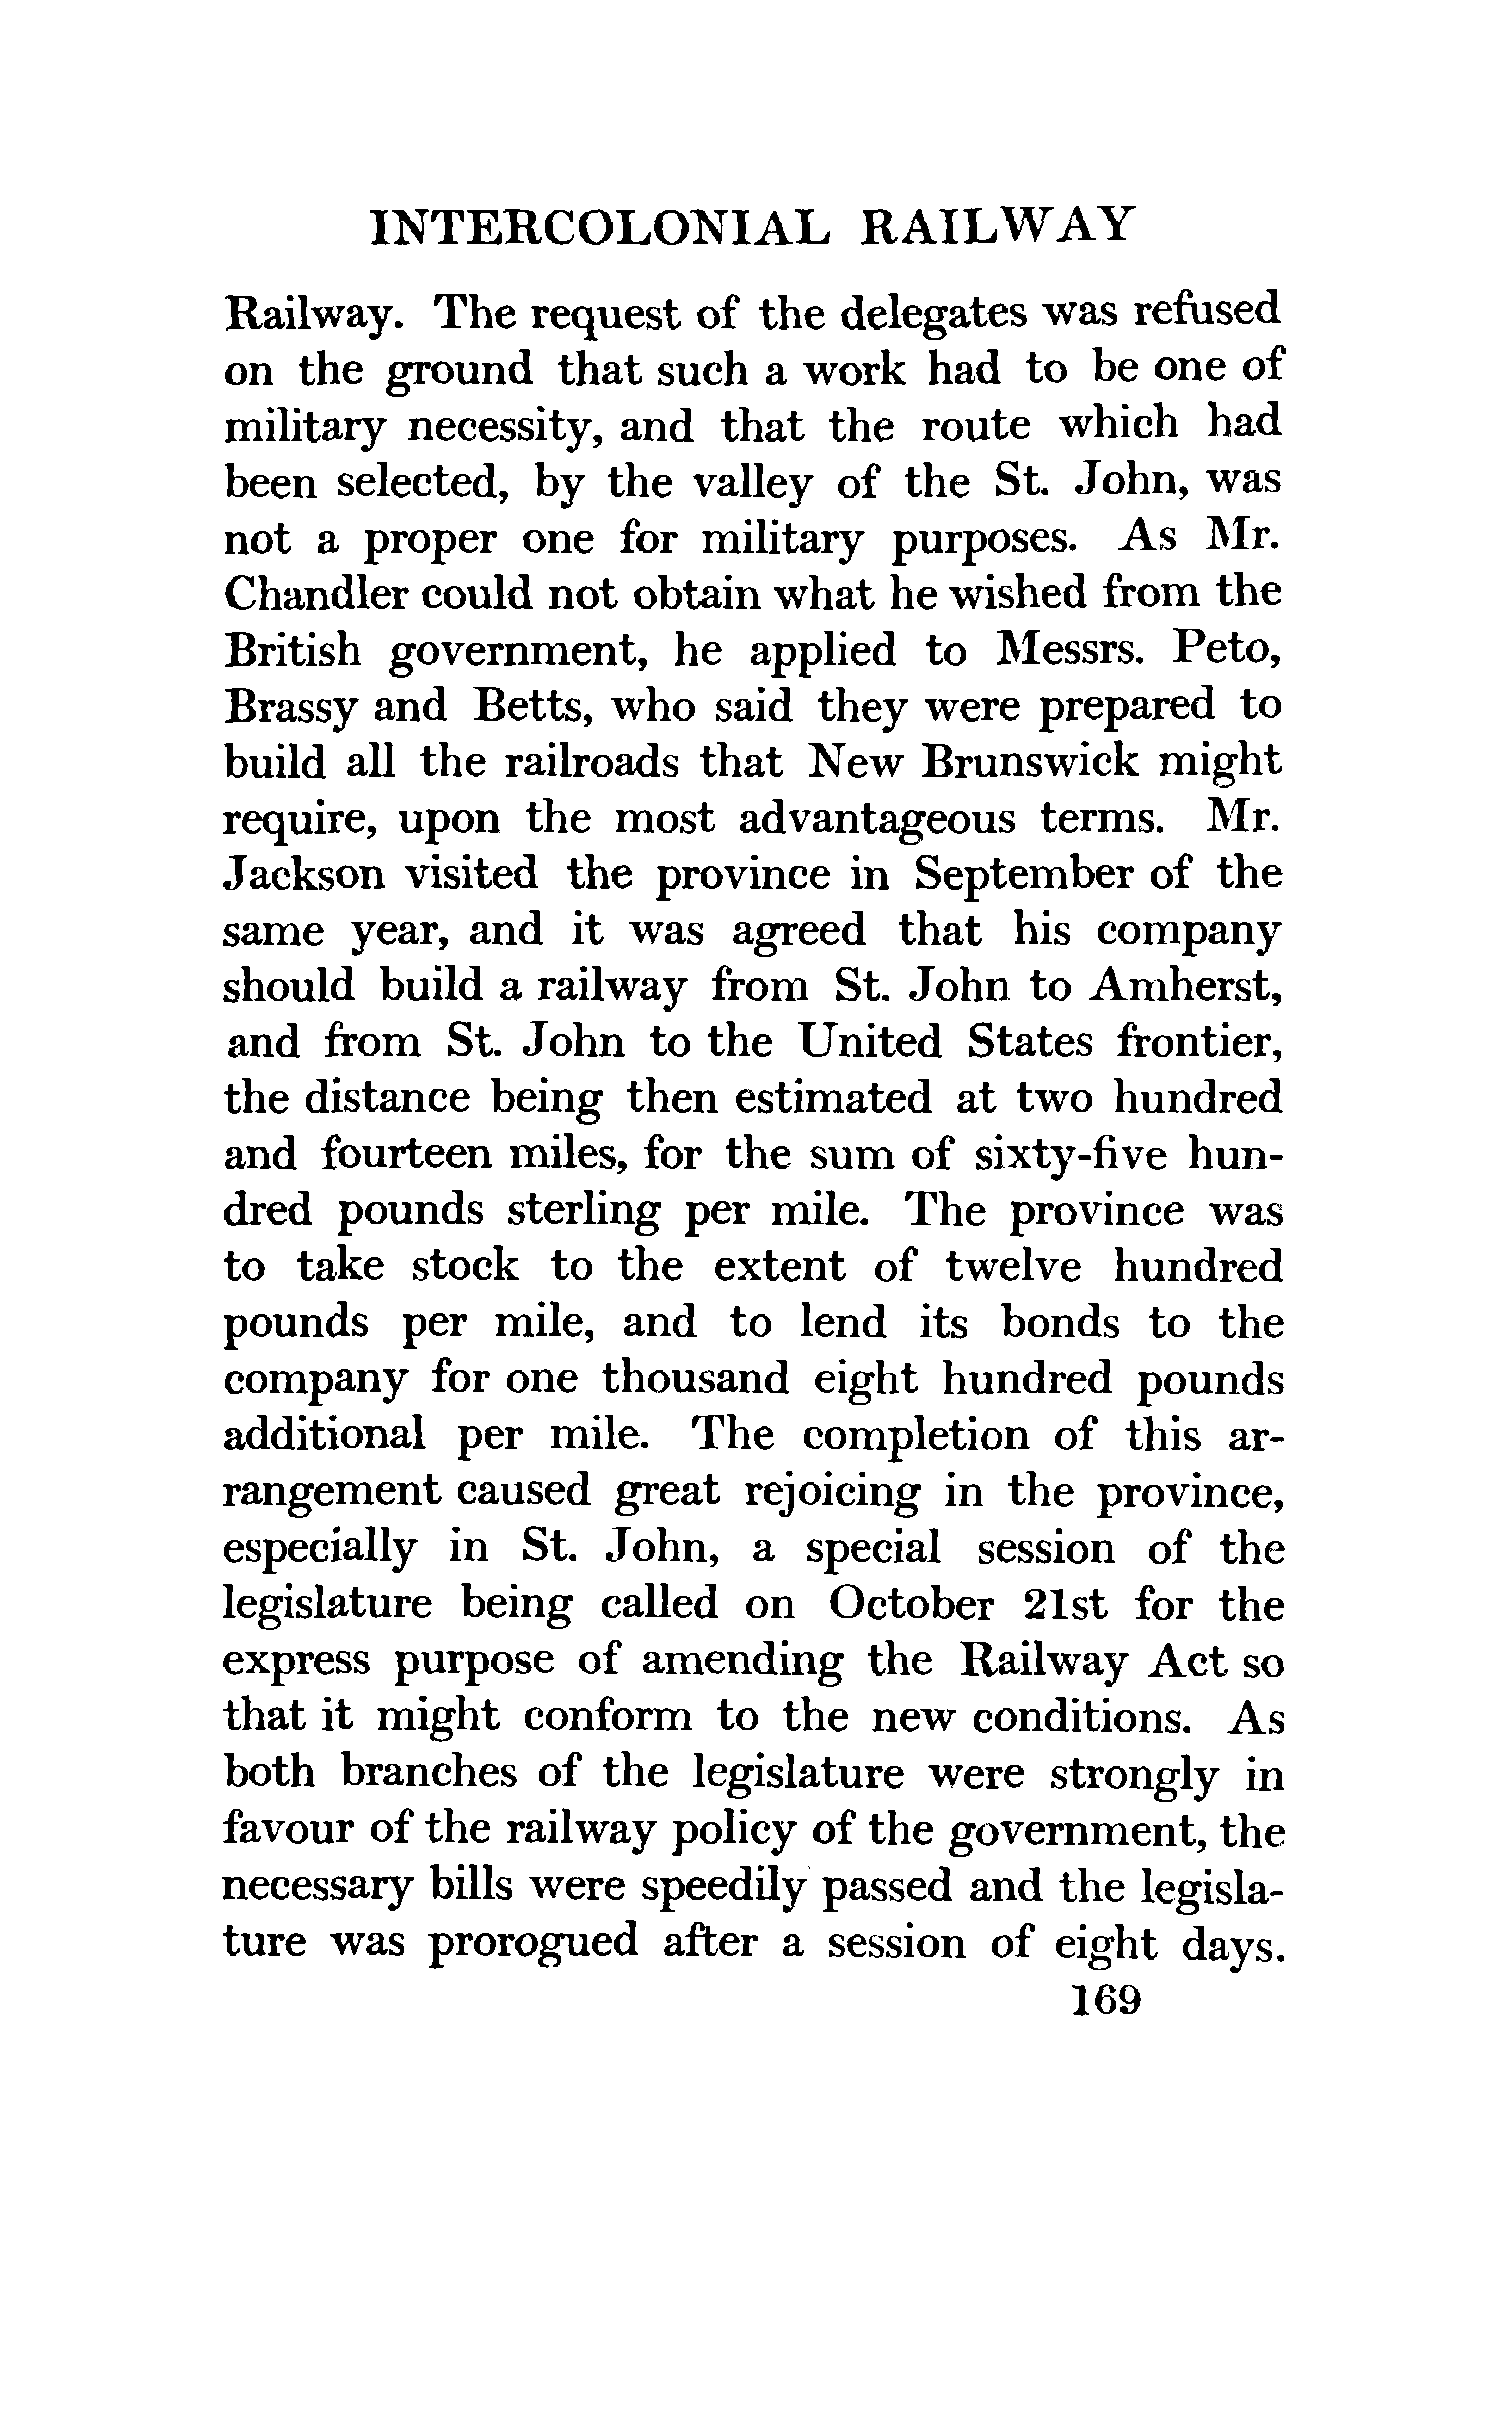 INTERCOLONIAL RAILWAY
Railway. The request of the delegates was refused
on the ground that such a work had to be one of
military necessity, and that the route which had
been selected, by the valley of the St. John, was
not a proper one for military purposes. As Mr.
Chandler could not obtain what he wished from the
British government, he applied to Messrs. Peto,
Brassy and Betts, who said they were prepared to
build all the railroads that New Brunswick might
require, upon the most advantageous terms. Mr.
Jackson visited the province in September of the
same year, and it was agreed that his company
should build a railway from St. John to Amherst,
and from St. John to the United States frontier,
the distance being then estimated at two hundred
and fourteen miles, for the sum of sixty-five hun-
dred pounds sterling per mile. The province was
to take stock to the extent of twelve hundred
pounds per mile, and to lend its bonds to the
company for one thousand eight hundred pounds
additional per mile. The completion of this ar-
rangement caused great rejoicing in the province,
especially in St. John, a special session of the
legislature being called on October 21st for the
express purpose of amending the Railway Act so
that it might conform to the new conditions. As
both branches of the legislature were strongly in
favour of the railway policy of the government, the
necessary bills were speedily passed and the legisla-
ture was prorogued after a session of eight days.
169